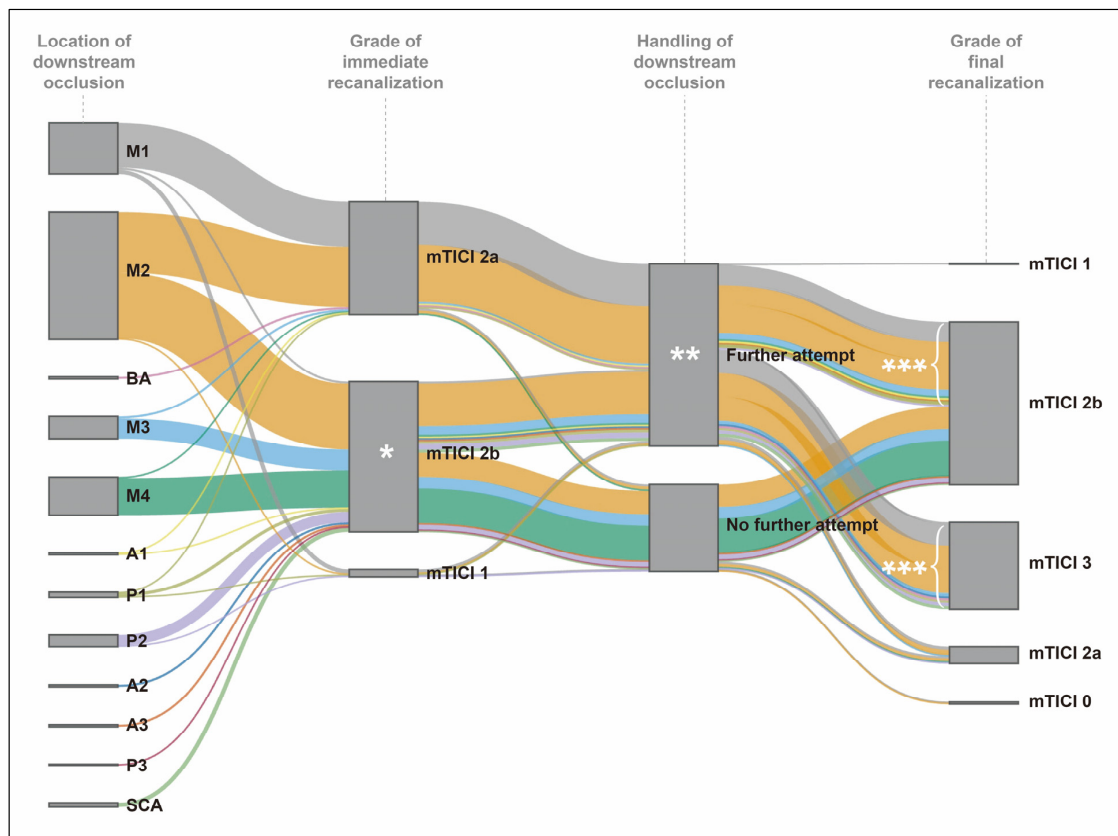 Location of
downstream
occlusion
Grade of
immediate
recanalization
Handling of
downstream
occlusion
Grade of
final
recanalization
M1
M2
BA
M3
M4
A1
P1
P2
A2
A3
P3
SCA
mTICI 2a
*
mTICI 2b
mTICI 1
**
Further attempt
No further attempt
mTICI 1
***
mTICI 2b
***
mTICI 3
mTICI 2a
mTICI 0